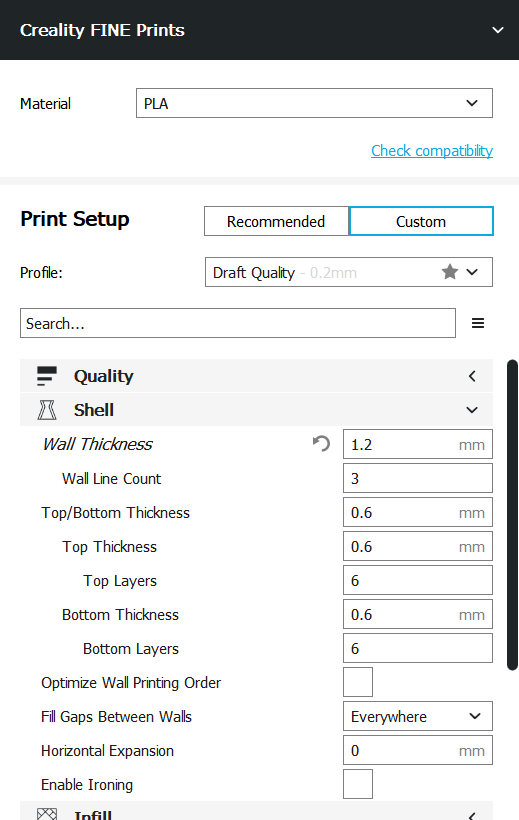 Creality FINE Prints
Material PLA
Check compatibility
Print Setup Recommended Custom
Profile: Draft Quality - 0.2mm
Search...
Quality
Shell
Wall Thickness 1.2 mm
Wall Line Count 3
Top/Bottom Thickness 0.6 mm
Top Thickness 0.6 mm
Top Layers 6
Bottom Thickness 0.6 mm
Bottom Layers 6
Optimize Wall Printing Order
Fill Gaps Between Walls Everywhere
Horizontal Expansion 0 mm
Enable Ironing
Infill